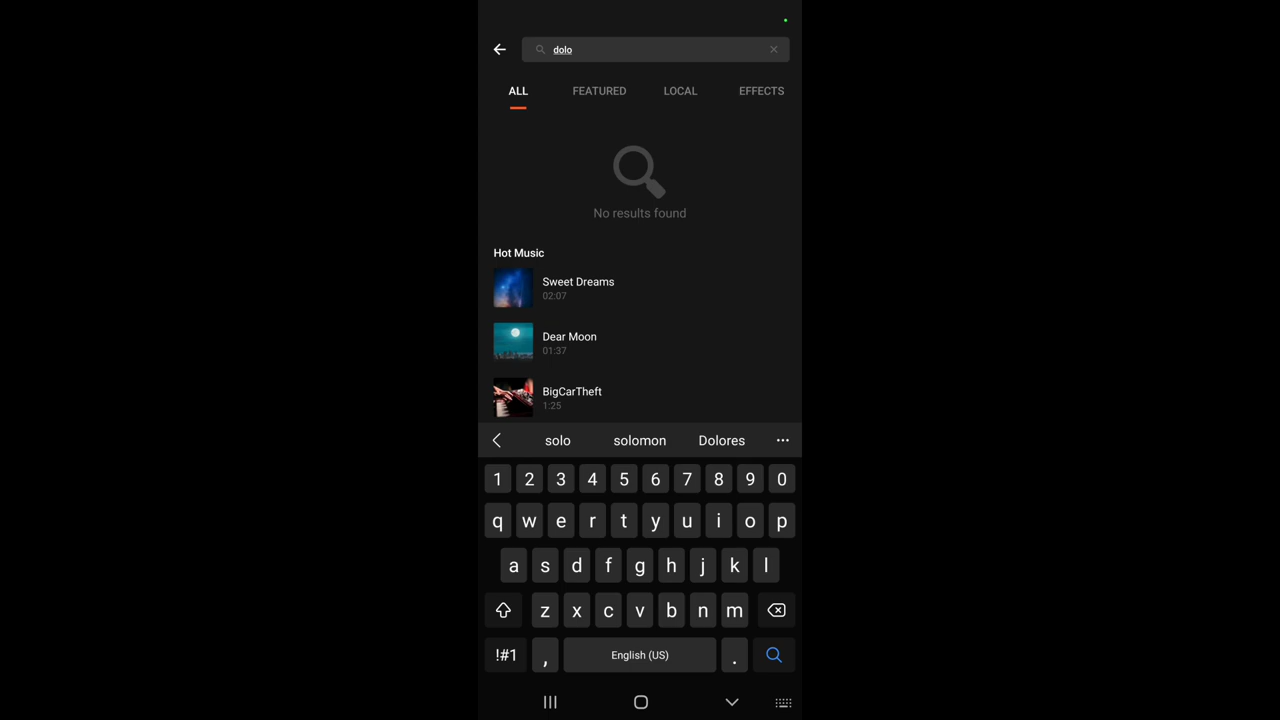 dolo
ALL FEATURED LOCAL EFFECTS
No results found
Hot Music
Sweet Dreams
02:07
Dear Moon
01:37
BigCarTheft
1:25
solo solomon Dolores
1 2 3 4 5 6 7 8 9 0
q w e r t y u i o p
a s d f g h j k l
z x c v b n m
!#1 , English (US) .